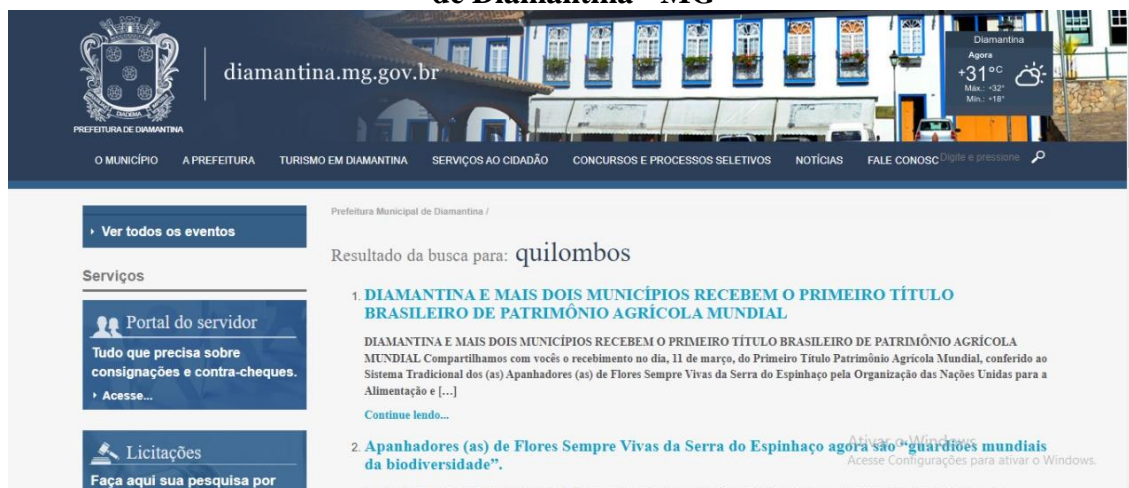 de Diamantina - MG
diamantina.mg.gov.br
PREFEITURA DE DIAMANTINA
Diamantina
Agora
+31°C
Máx.: +32°
Mín.: +18°
O MUNICÍPIO A PREFEITURA TURISMO EM DIAMANTINA SERVIÇOS AO CIDADÃO CONCURSOS E PROCESSOS SELETIVOS NOTÍCIAS FALE CONOSC Digite e pressione
Ver todos os eventos
Serviços
Portal do servidor
Tudo que precisa sobre
consignações e contra-cheques.
Acesse...
Licitações
Faça aqui sua pesquisa por
Prefeitura Municipal de Diamantina /
Resultado da busca para: quilombos
1. DIAMANTINA E MAIS DOIS MUNICÍPIOS RECEBEM O PRIMEIRO TÍTULO
BRASILEIRO DE PATRIMÔNIO AGRÍCOLA MUNDIAL
DIAMANTINA E MAIS DOIS MUNICÍPIOS RECEBEM O PRIMEIRO TÍTULO BRASILEIRO DE PATRIMÔNIO AGRÍCOLA
MUNDIAL Compartilhamos com vocês o recebimento no dia, 11 de março, do Primeiro Título Patrimônio Agrícola Mundial, conferido ao
Sistema Tradicional dos (as) Apanhadores (as) de Flores Sempre Vivas da Serra do Espinhaço pela Organização das Nações Unidas para a
Alimentação e […]
Continue lendo...
2. Apanhadores (as) de Flores Sempre Vivas da Serra do Espinhaço agora são “guardiões mundiais
da biodiversidade”.
Ativar o Windows
Acesse Configurações para ativar o Windows.